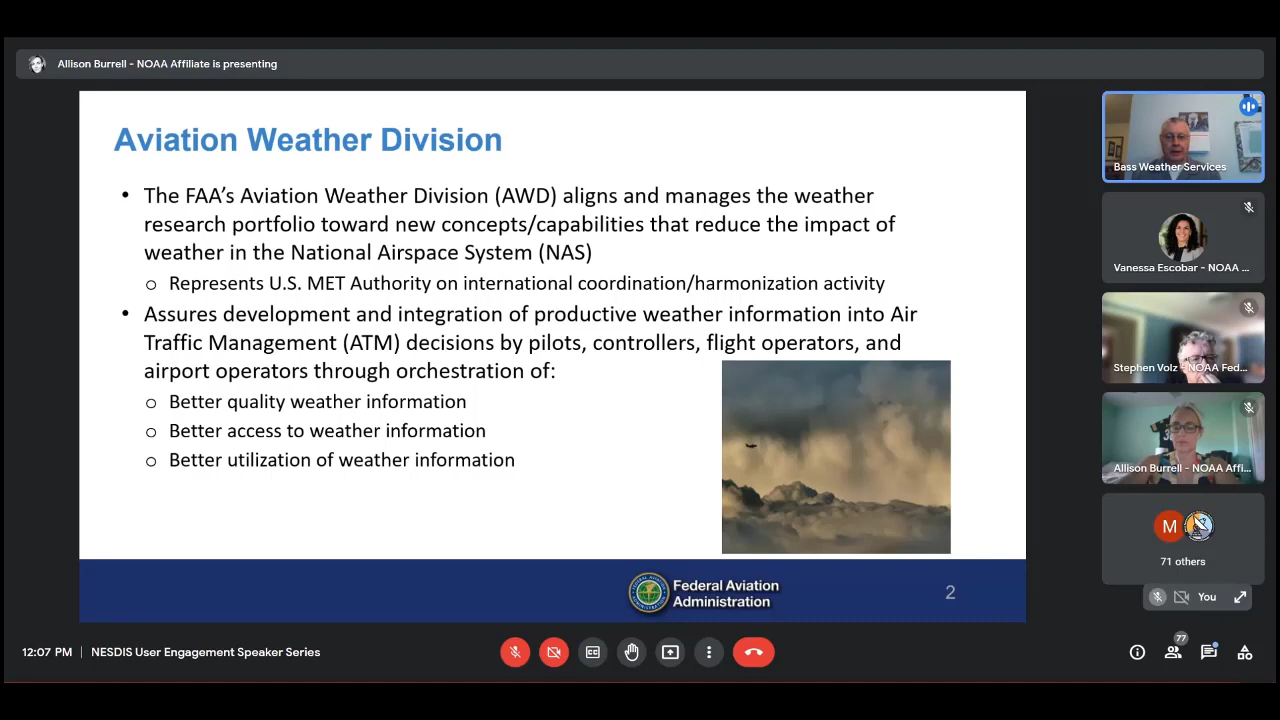 Allison Burrell - NOAA Affiliate is presenting
Aviation Weather Division
• The FAA's Aviation Weather Division (AWD) aligns and manages the weather
research portfolio toward new concepts/capabilities that reduce the impact of
weather in the National Airspace System (NAS)
o Represents U.S. MET Authority on international coordination/harmonization activity
• Assures development and integration of productive weather information into Air
Traffic Management (ATM) decisions by pilots, controllers, flight operators, and
airport operators through orchestration of:
o Better quality weather information
o Better access to weather information
o Better utilization of weather information
Federal Aviation
Administration
2
Bass Weather Services
Vanessa Escobar - NOAA ...
Stephen Volz - NOAA Fed...
Allison Burrell - NOAA Affi...
M
71 others
You
12:07 PM | NESDIS User Engagement Speaker Series
77